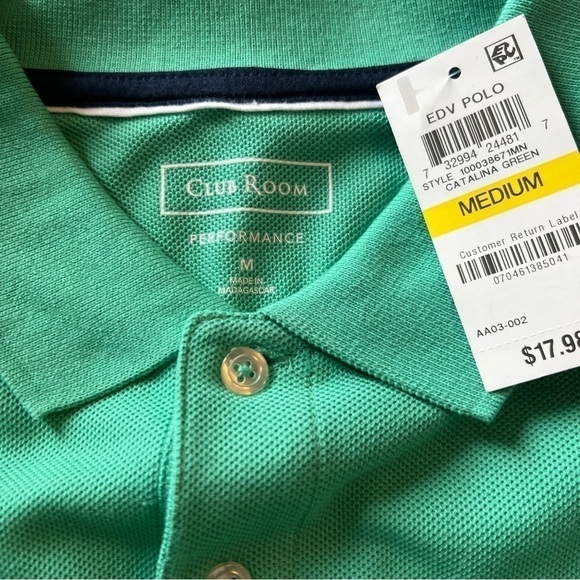 CLUB ROOM
PERFORMANCE
M
MADE IN
MADAGASCAR
EDV POLO
7 32994 24481 7
STYLE 100038671MN
CATALINA GREEN
MEDIUM
Customer Return Label
070461385041
AA03-002
$17.98